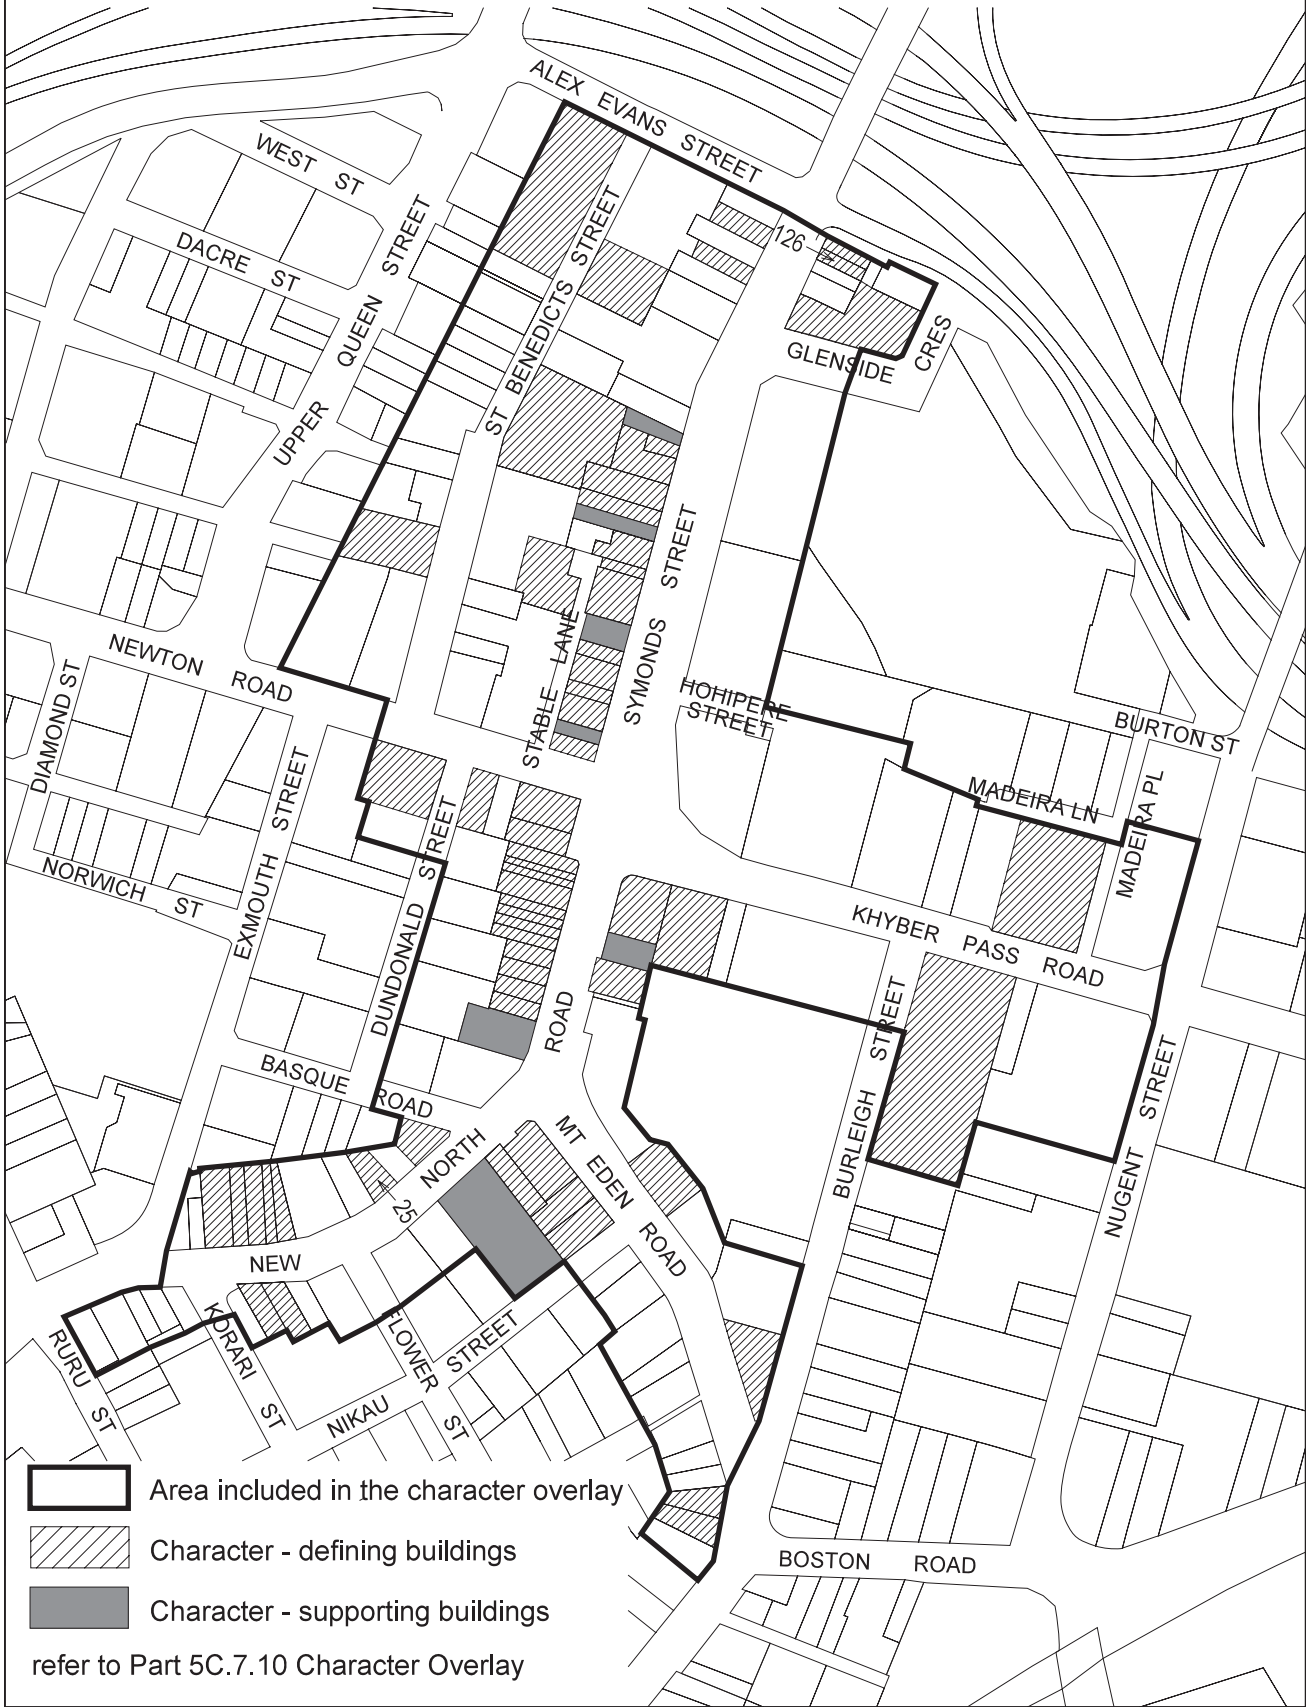 ALEX EVANS STREET
WEST ST
QUEEN STREET
UPPER
DACRE ST
ST BENEDICTS STREET
126
GLENSIDE
CRES
SYMONDS STREET
STABLE LANE
NEWTON ROAD
DIAMOND ST
HOHIPERE
STREET
BURTON ST
MADEIRA LN
MADEIRA PL
EXMOUTH STREET
NORWICH ST
DUNDONALD STREET
KHYBER PASS ROAD
BASQUE ROAD
ROAD
BURLEIGH STREET
NUGENT STREET
NEW NORTH
25
MT EDEN ROAD
RURU ST
KORARI ST
FLOWER ST
NIKAU STREET
BOSTON ROAD
Area included in the character overlay
Character - defining buildings
Character - supporting buildings
refer to Part 5C.7.10 Character Overlay